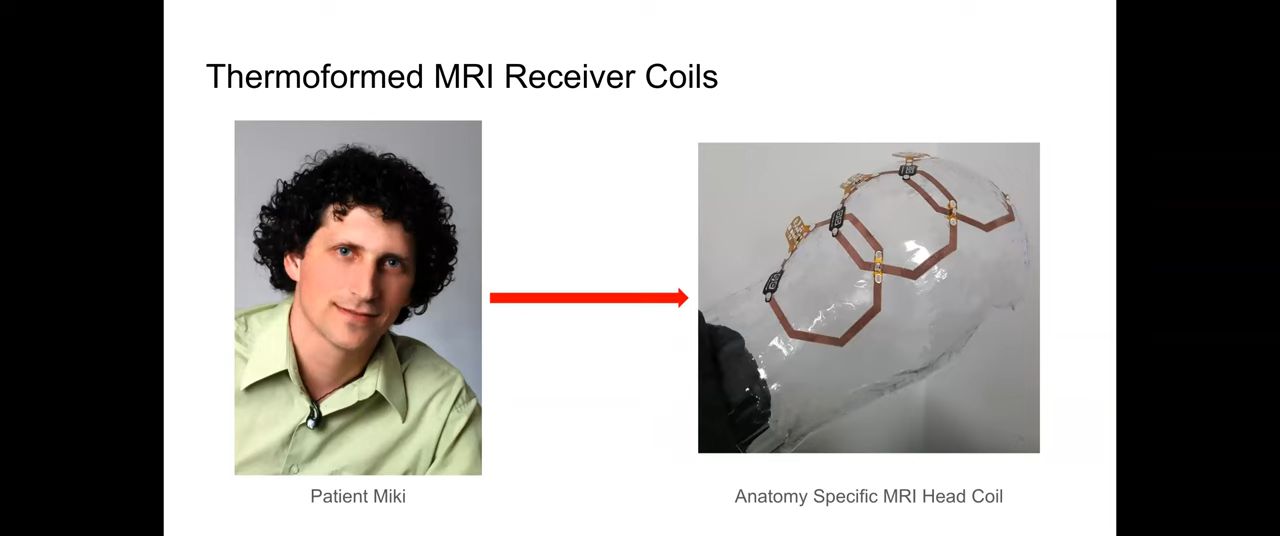 Thermoformed MRI Receiver Coils
Patient Miki
Anatomy Specific MRI Head Coil